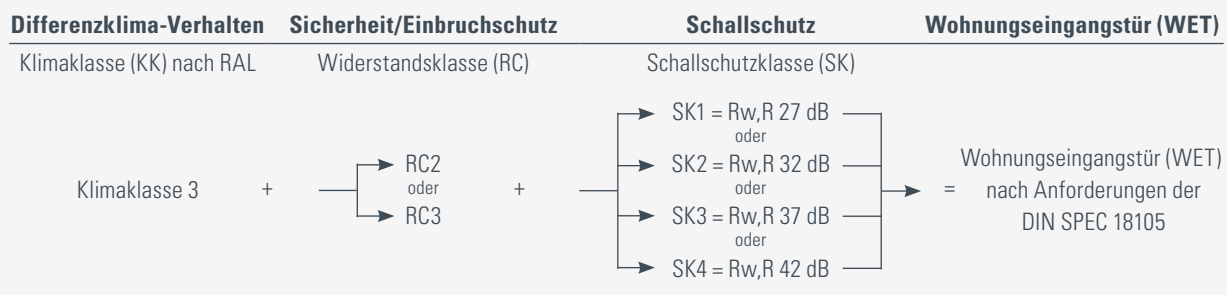 Differenzklima-Verhalten Sicherheit/Einbruchschutz Schallschutz Wohnungseingangstür (WET)
Klimaklasse (KK) nach RAL Widerstandsklasse (RC) Schallschutzklasse (SK)
Klimaklasse 3
+
RC2
oder
RC3
+
SK1 = Rw,R 27 dB
oder
SK2 = Rw,R 32 dB
oder
SK3 = Rw,R 37 dB
oder
SK4 = Rw,R 42 dB
=
Wohnungseingangstür (WET)
nach Anforderungen der
DIN SPEC 18105